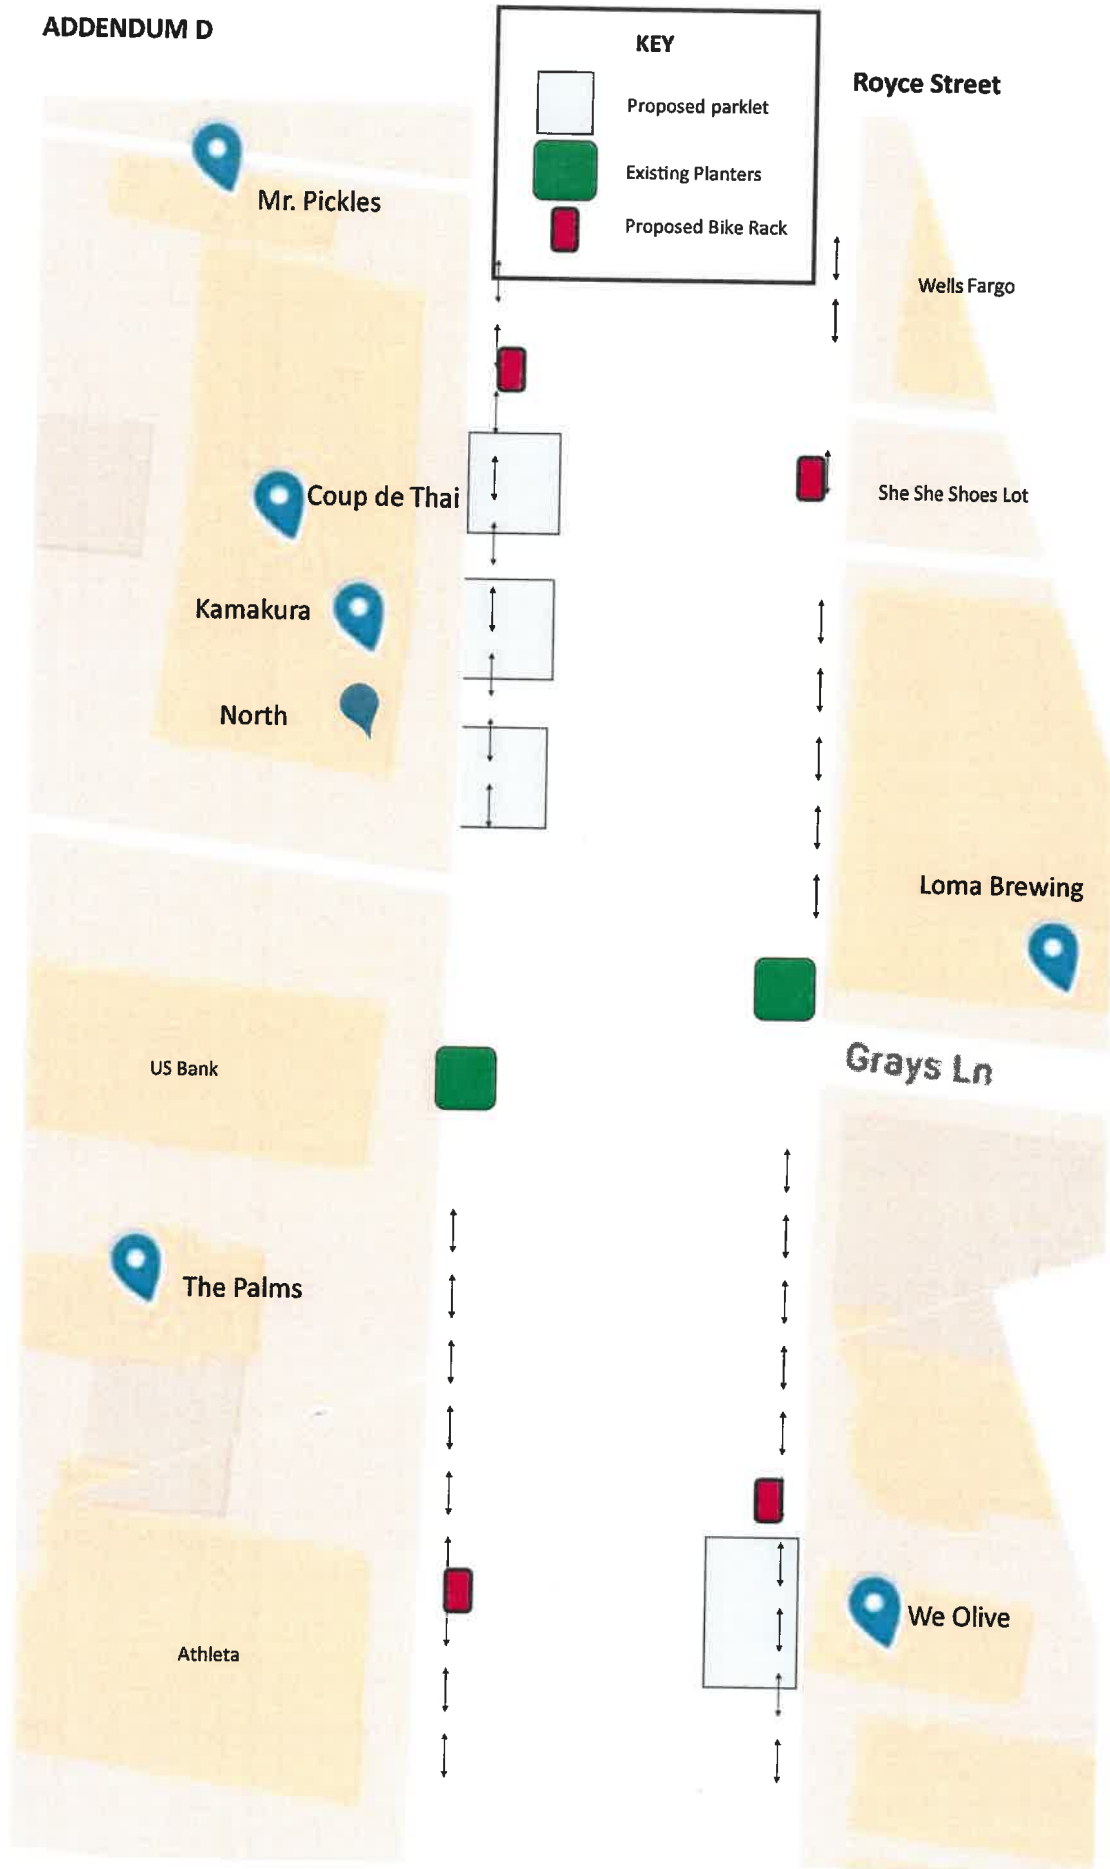 ADDENDUM D
KEY
Proposed parklet
Existing Planters
Proposed Bike Rack
Royce Street
Mr. Pickles
Wells Fargo
Coup de Thai
She She Shoes Lot
Kamakura
North
Loma Brewing
US Bank
Grays Ln
The Palms
We Olive
Athleta